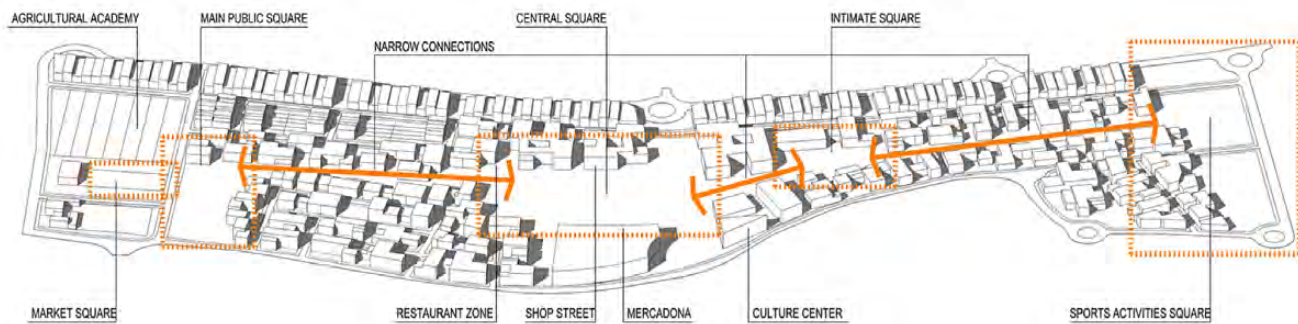 AGRICULTURAL ACADEMY
MAIN PUBLIC SQUARE
CENTRAL SQUARE
INTIMATE SQUARE
NARROW CONNECTIONS
MARKET SQUARE
RESTAURANT ZONE
SHOP STREET
MERCADONA
CULTURE CENTER
SPORTS ACTIVITIES SQUARE